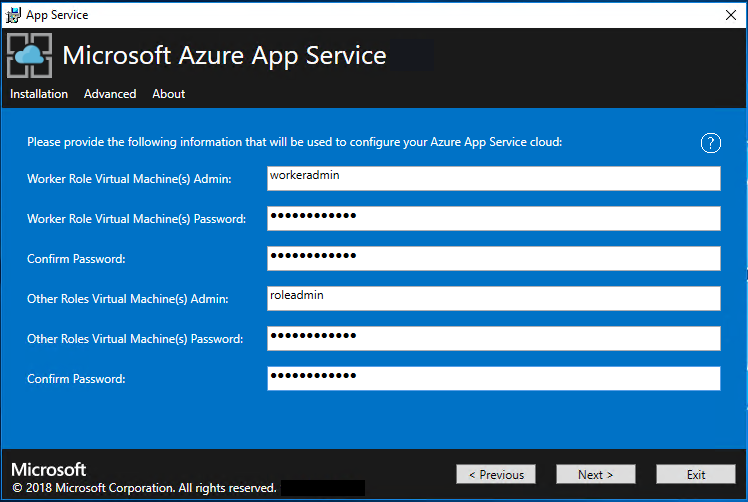 App Service
Microsoft Azure App Service
Installation Advanced About
Please provide the following information that will be used to configure your Azure App Service cloud: ?
Worker Role Virtual Machine(s) Admin: workeradmin
Worker Role Virtual Machine(s) Password: ●●●●●●●●●●●●
Confirm Password: ●●●●●●●●●●●●
Other Roles Virtual Machine(s) Admin: roleadmin
Other Roles Virtual Machine(s) Password: ●●●●●●●●●●●●
Confirm Password: ●●●●●●●●●●●●
Microsoft
© 2018 Microsoft Corporation. All rights reserved.
< Previous Next > Exit